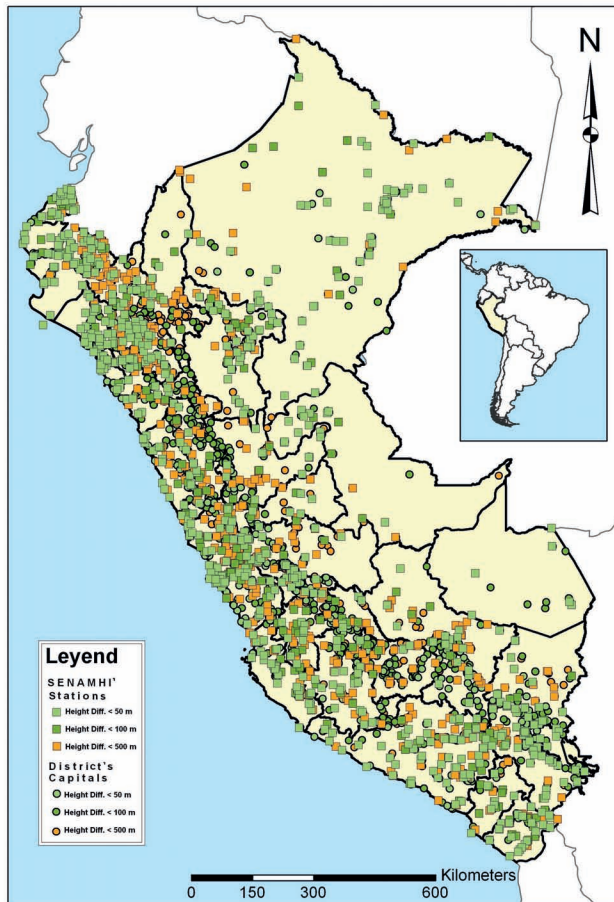 N
Leyend
SENAMHI'
Stations
Height Diff. < 50 m
Height Diff. < 100 m
Height Diff. < 500 m
District's
Capitals
Height Diff. < 50 m
Height Diff. < 100 m
Height Diff. < 500 m
Kilometers
0 150 300 600